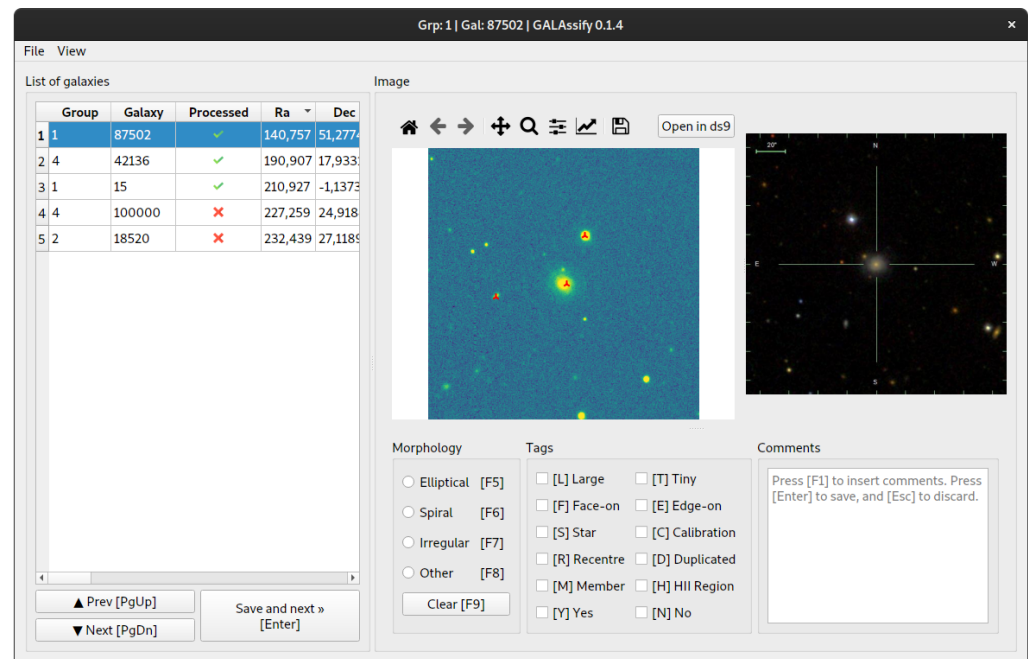 Grp: 1 | Gal: 87502 | GALAssify 0.1.4
×
File View
List of galaxies
Group Galaxy Processed Ra Dec
1 1 87502 140,757 51,2774
2 4 42136 190,907
3 1 15 210,927 -1,1373
4 4 100000 227,259 24,918
5 2 18520 232,439 27,1189
▲ Prev [PgUp]
▼ Next [PgDn]
Save and next »
[Enter]
Image
Open in ds9
20"
N
E
W
S
Morphology
Elliptical [F5]
Spiral [F6]
Irregular [F7]
Other [F8]
Clear [F9]
Tags
[L] Large [T] Tiny
[F] Face-on [E] Edge-on
[S] Star [C] Calibration
[R] Recentre [D] Duplicated
[M] Member [H] HII Region
[Y] Yes [N] No
Comments
Press [F1] to insert comments. Press
[Enter] to save, and [Esc] to discard.